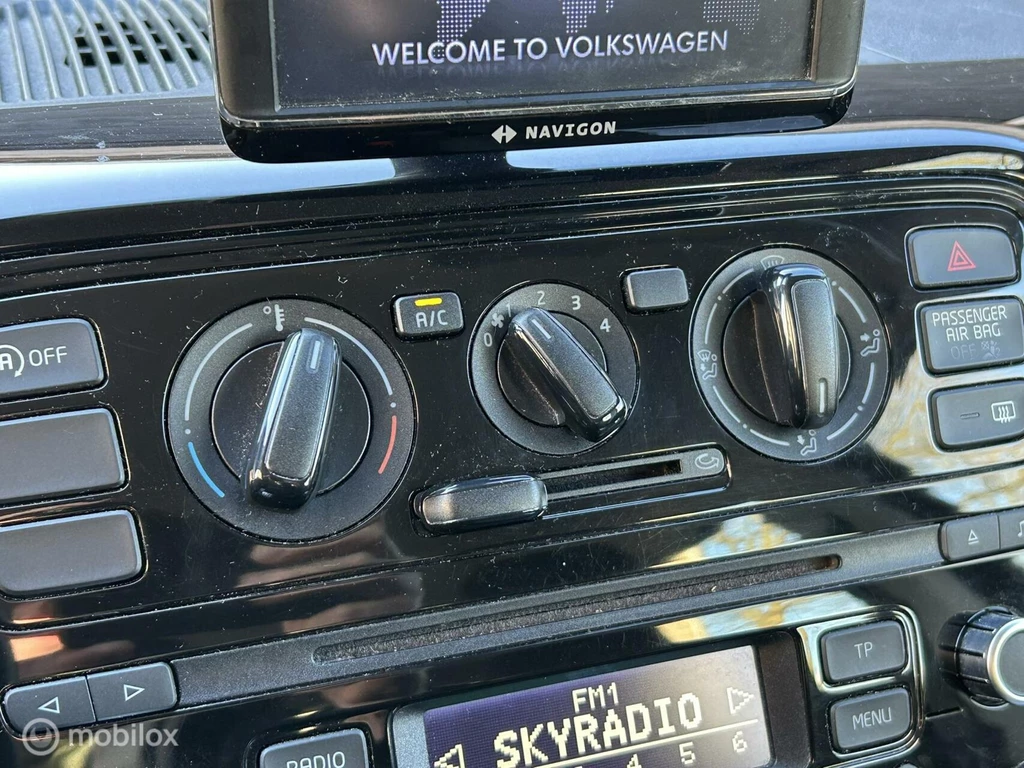 WELCOME TO VOLKSWAGEN
NAVIGON
A OFF
A/C
0 1 2 3 4
PASSENGER
AIR BAG
OFF
TP
MENU
RADIO
FM1
SKYRADIO
4 5 6
mobilox